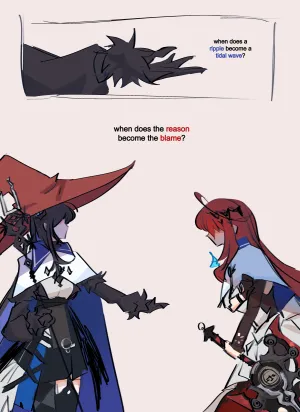 when does a
ripple become a
tidal wave?
when does the reason
become the blame?